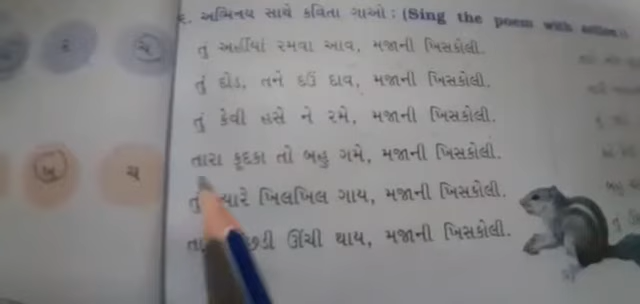 ૬. અભિનય સાથે કવિતા ગાઓ : (Sing the poem with action.)
તું અહીંયાં રમવા આવ, મજાની ખિસકોલી.
તું દોડ, તને દઉં દાવ, મજાની ખિસકોલી.
તું કેવી હસે ને રમે, મજાની ખિસકોલી.
તારા કૂદકા તો બહુ ગમે, મજાની ખિસકોલી.
તું ખિલખિલ ગાય, મજાની ખિસકોલી.
ઊંચી થાય, મજાની ખિસકોલી.
ખ
ચ